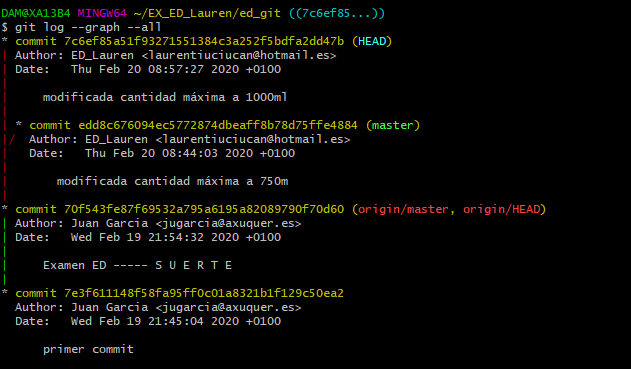 DAM@XA13B4 MINGW64 ~/EX_ED_Lauren/ed_git ((7c6ef85...))
$ git log --graph --all
* commit 7c6ef85a51f93271551384c3a252f5bdfa2dd47b (HEAD)
| Author: ED_Lauren <laurentiuciucan@hotmail.es>
| Date:   Thu Feb 20 08:57:27 2020 +0100
|
|     modificada cantidad máxima a 1000ml
|
| * commit edd8c676094ec5772874dbeaff8b78d75ffe4884 (master)
|/  Author: ED_Lauren <laurentiuciucan@hotmail.es>
|   Date:   Thu Feb 20 08:44:03 2020 +0100
|
|       modificada cantidad máxima a 750m
|
* commit 70f543fe87f69532a795a6195a82089790f70d60 (origin/master, origin/HEAD)
| Author: Juan Garcia <jugarcia@axuquer.es>
| Date:   Wed Feb 19 21:54:32 2020 +0100
|
|     Examen ED ----- S U E R T E
|
* commit 7e3f611148f58fa95ff0c01a8321b1f129c50ea2
  Author: Juan Garcia <jugarcia@axuquer.es>
  Date:   Wed Feb 19 21:45:04 2020 +0100

      primer commit